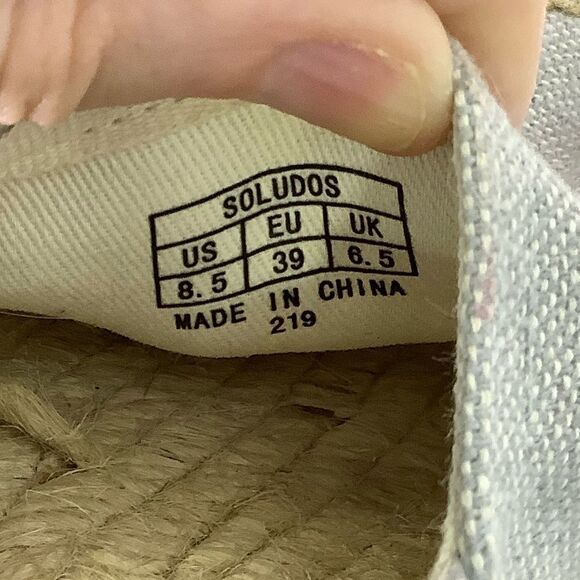 SOLUDOS
US EU UK
8.5 39 6.5
MADE IN CHINA
219